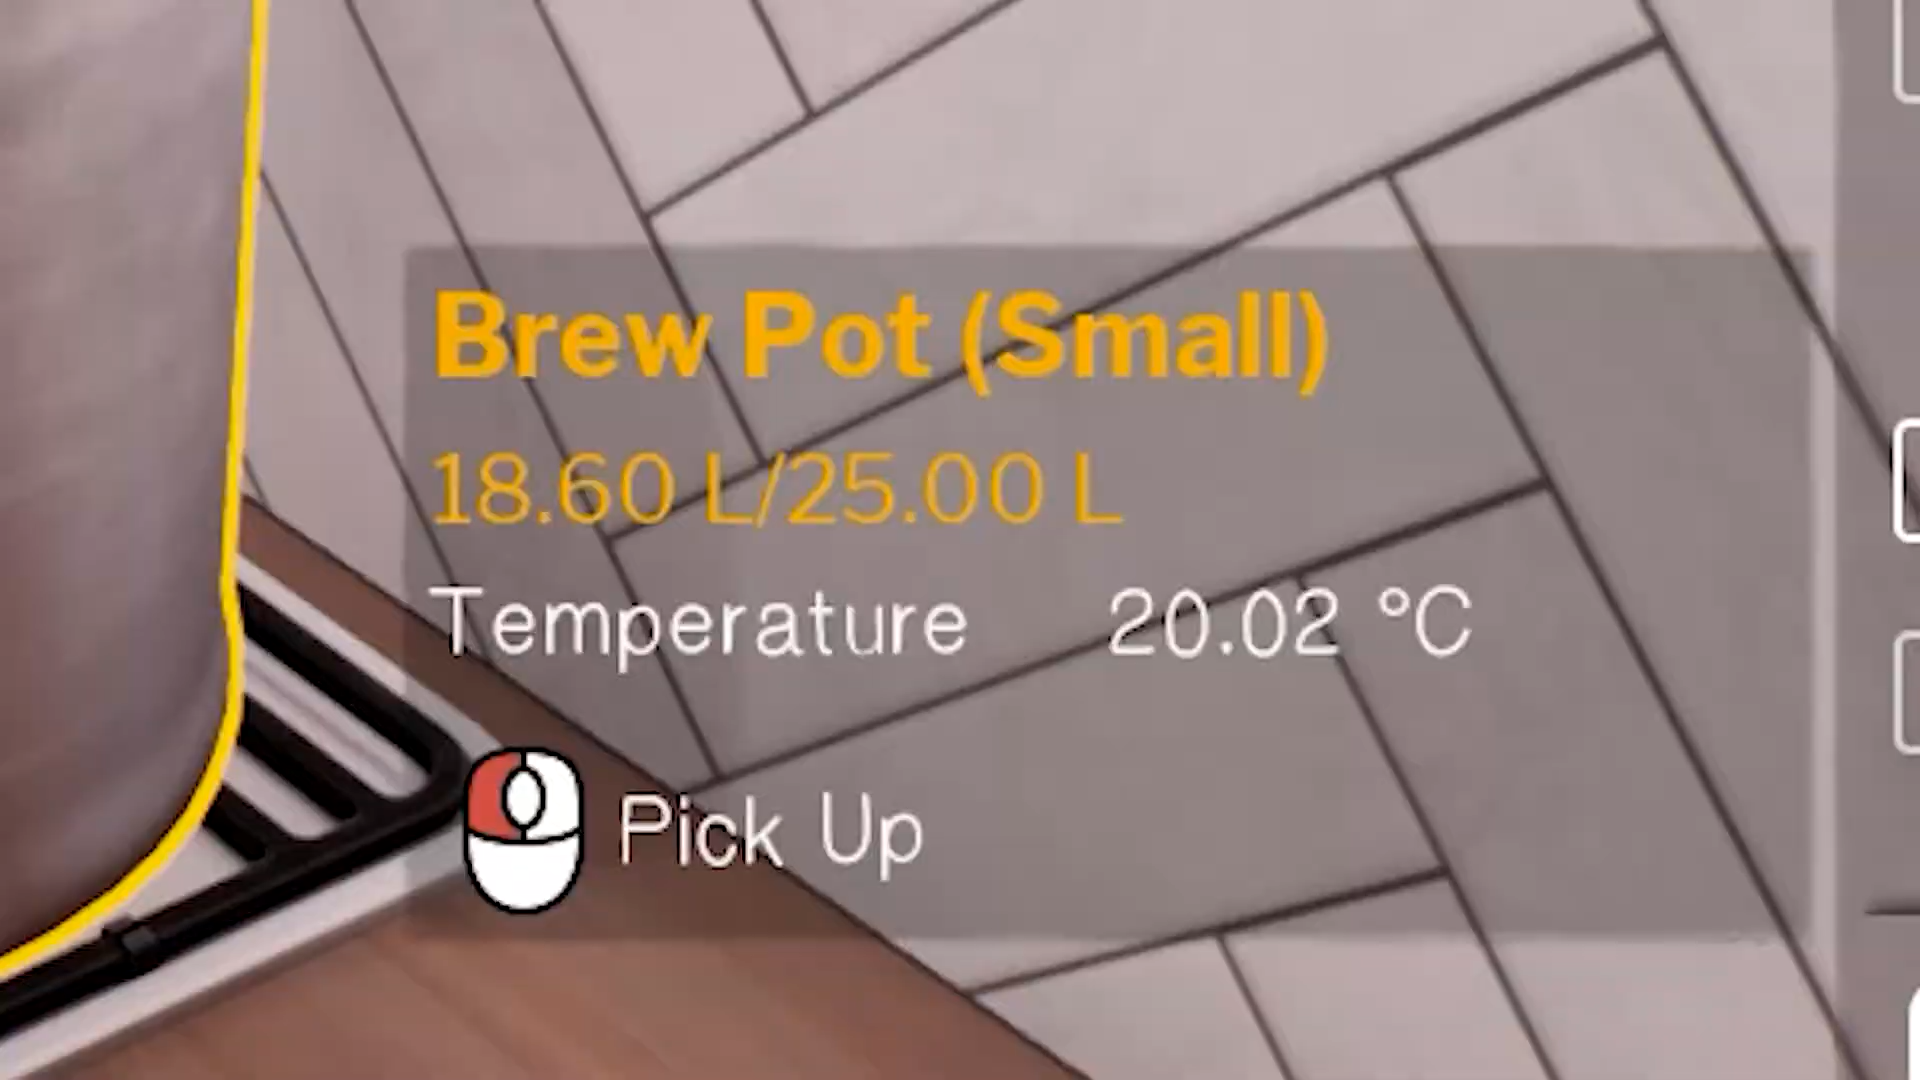 Brew Pot (Small)
18.60 L/25.00 L
Temperature 20.02 °C
Pick Up